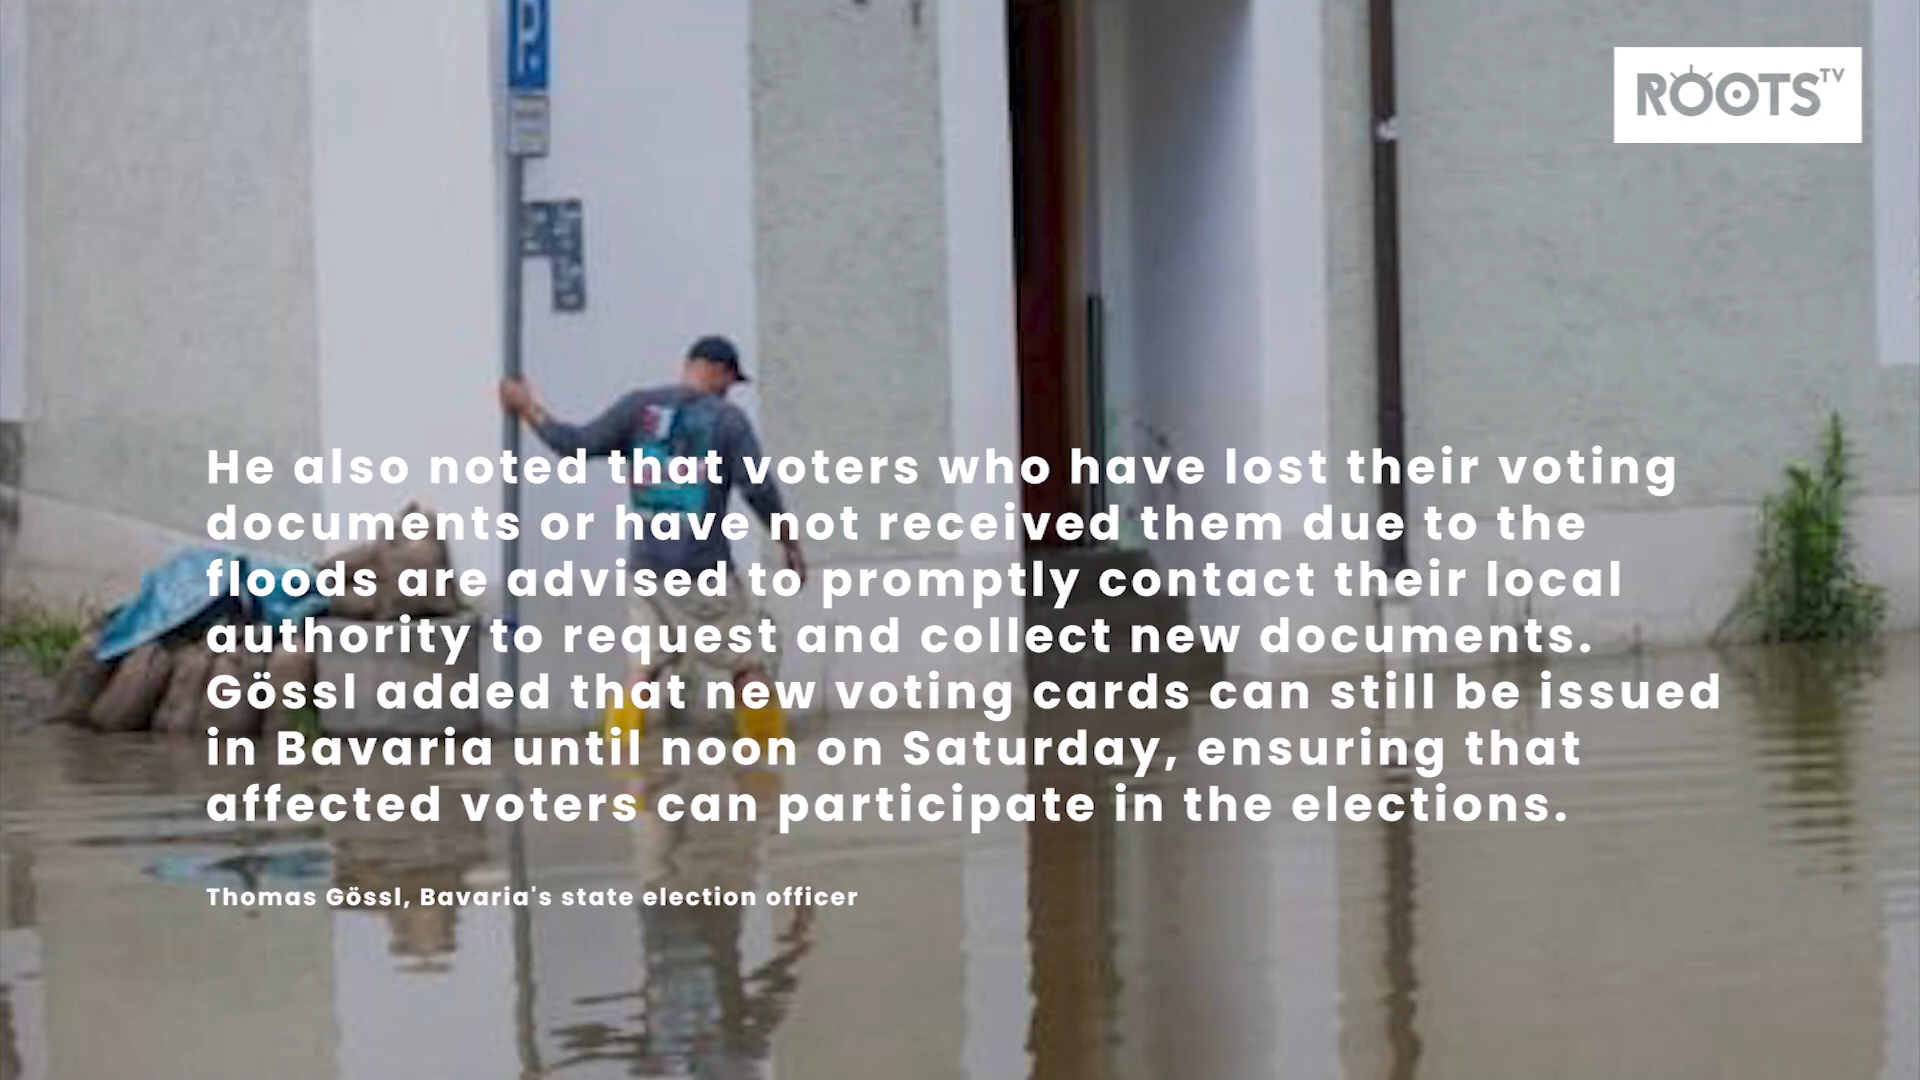 P
ROOTS TV
He also noted that voters who have lost their voting
documents or have not received them due to the
floods are advised to promptly contact their local
authority to request and collect new documents.
Gössl added that new voting cards can still be issued
in Bavaria until noon on Saturday, ensuring that
affected voters can participate in the elections.
Thomas Gössl, Bavaria's state election officer